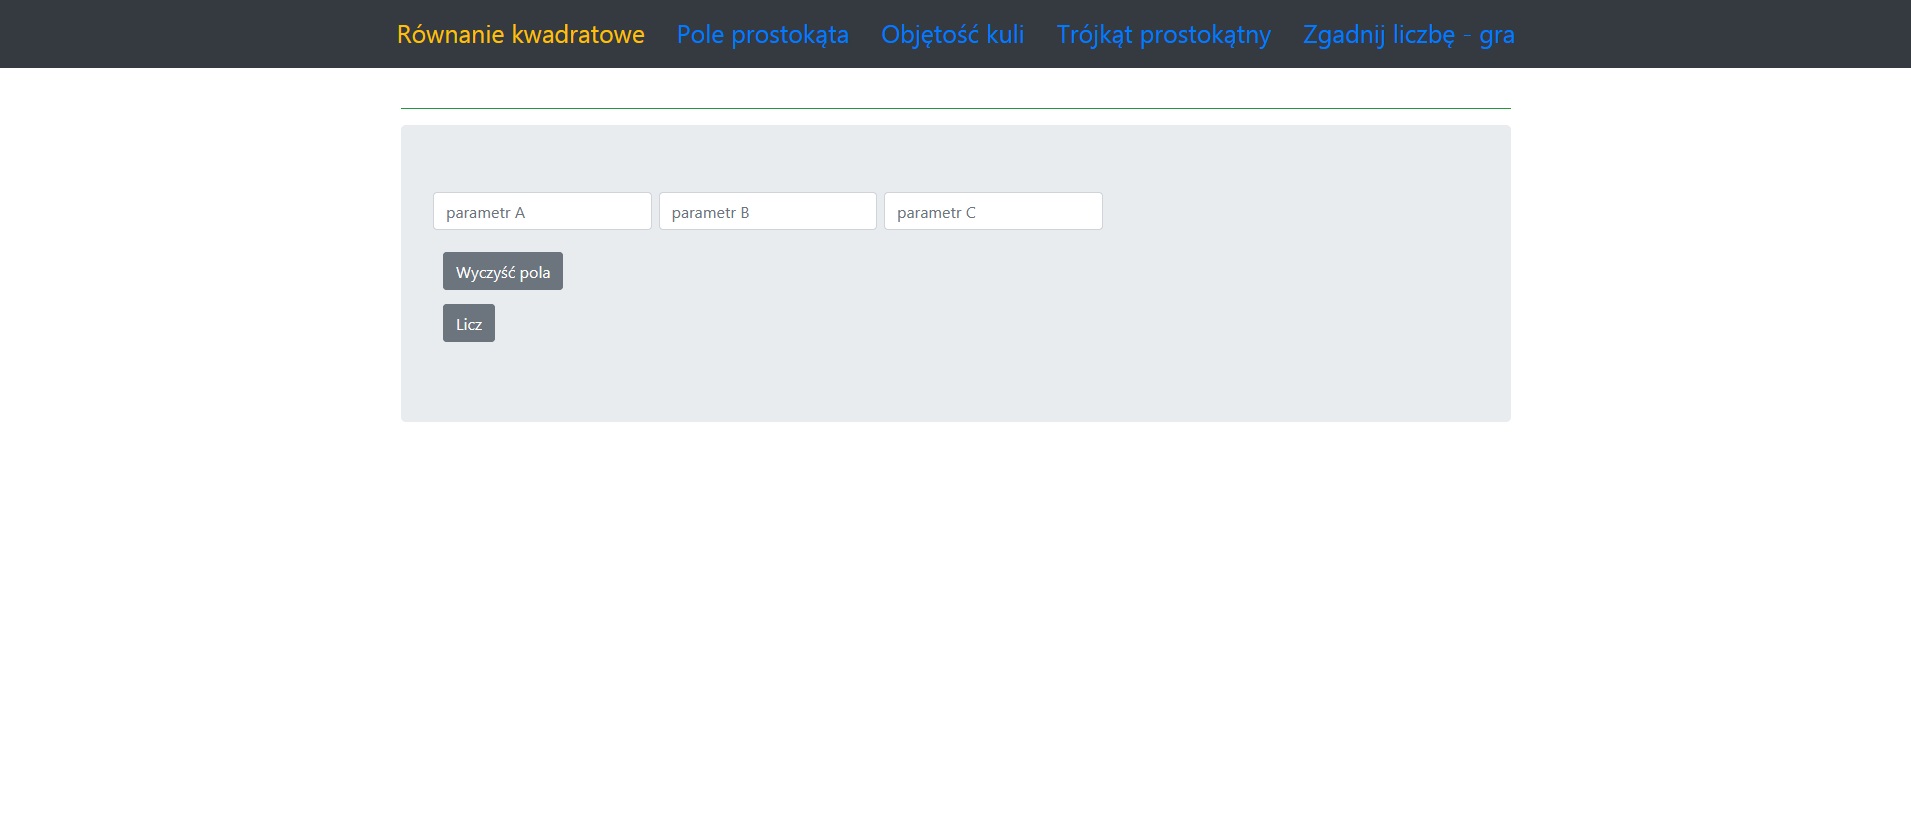 Równanie kwadratowe Pole prostokąta Objętość kuli Trójkąt prostokątny Zgadnij liczbę - gra
parametr A parametr B parametr C
Wyczyść pola
Licz